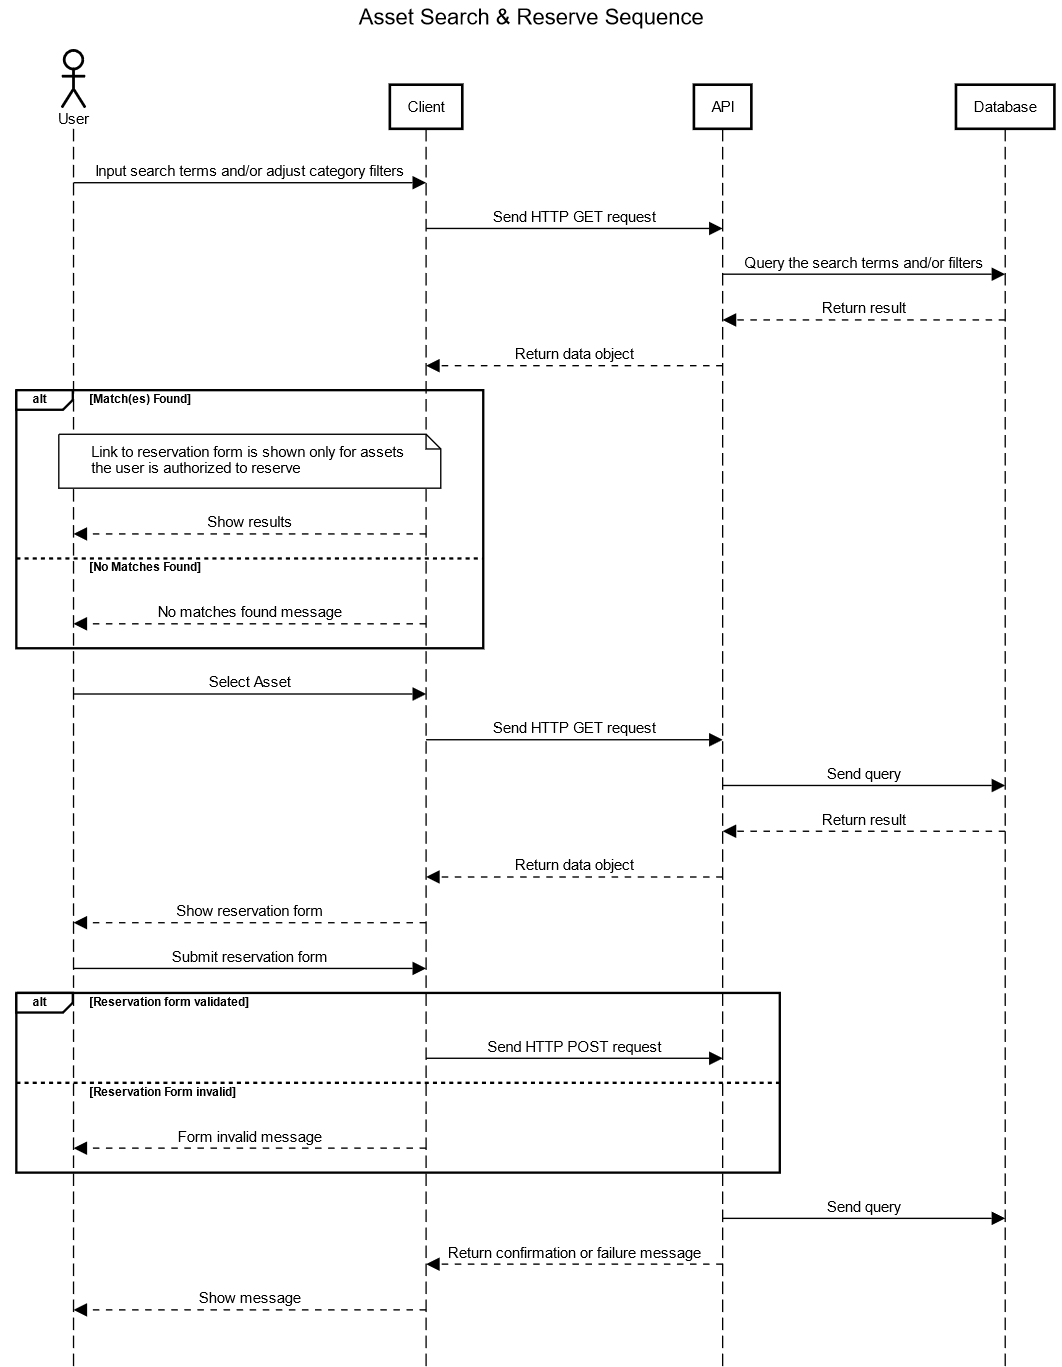 Asset Search & Reserve Sequence
User
Client
API
Database
Input search terms and/or adjust category filters
Send HTTP GET request
Query the search terms and/or filters
Return result
Return data object
alt
[Match(es) Found]
Link to reservation form is shown only for assets
the user is authorized to reserve
Show results
[No Matches Found]
No matches found message
Select Asset
Send HTTP GET request
Send query
Return result
Return data object
Show reservation form
Submit reservation form
alt
[Reservation form validated]
Send HTTP POST request
[Reservation Form invalid]
Form invalid message
Send query
Return confirmation or failure message
Show message